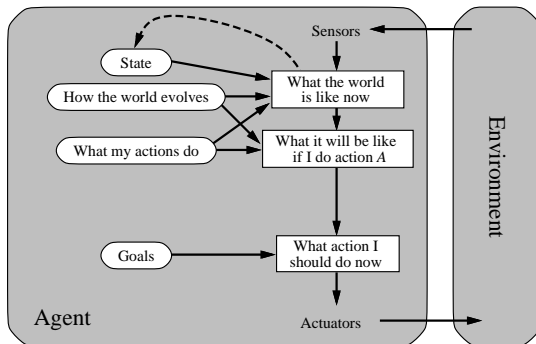 Sensors
State
What the world
is like now
How the world evolves
What my actions do
What it will be like
if I do action A
Goals
What action I
should do now
Agent
Actuators
Environment